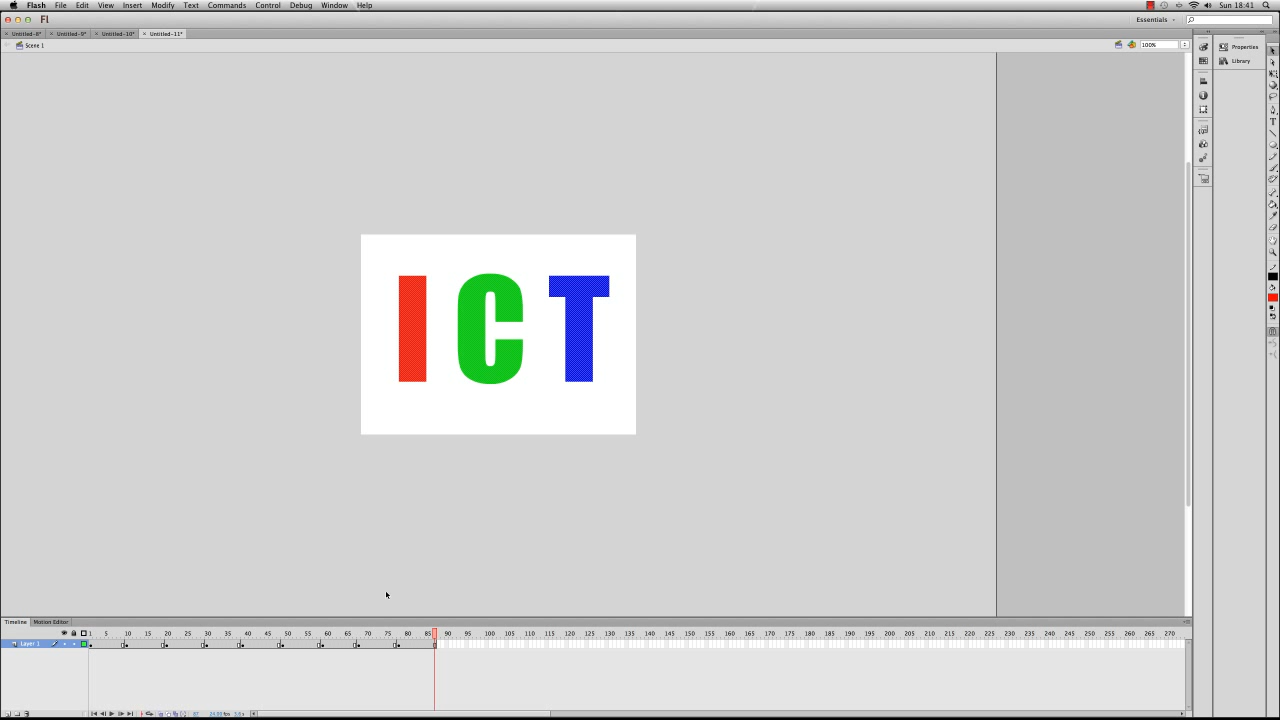 Flash File Edit View Insert Modify Text Commands Control Debug Window Help Sun 18:41
Fl Essentials
Untitled-8* Untitled-9* Untitled-10* Untitled-11*
Scene 1 100%
Properties
Library
I C T
Timeline Motion Editor
1 5 10 15 20 25 30 35 40 45 50 55 60 65 70 75 80 85 90 95 100 105 110 115 120 125 130 135 140 145 150 155 160 165 170 175 180 185 190 195 200 205 210 215 220 225 230 235 240 245 250 255 260 265 270
Layer 1
fps